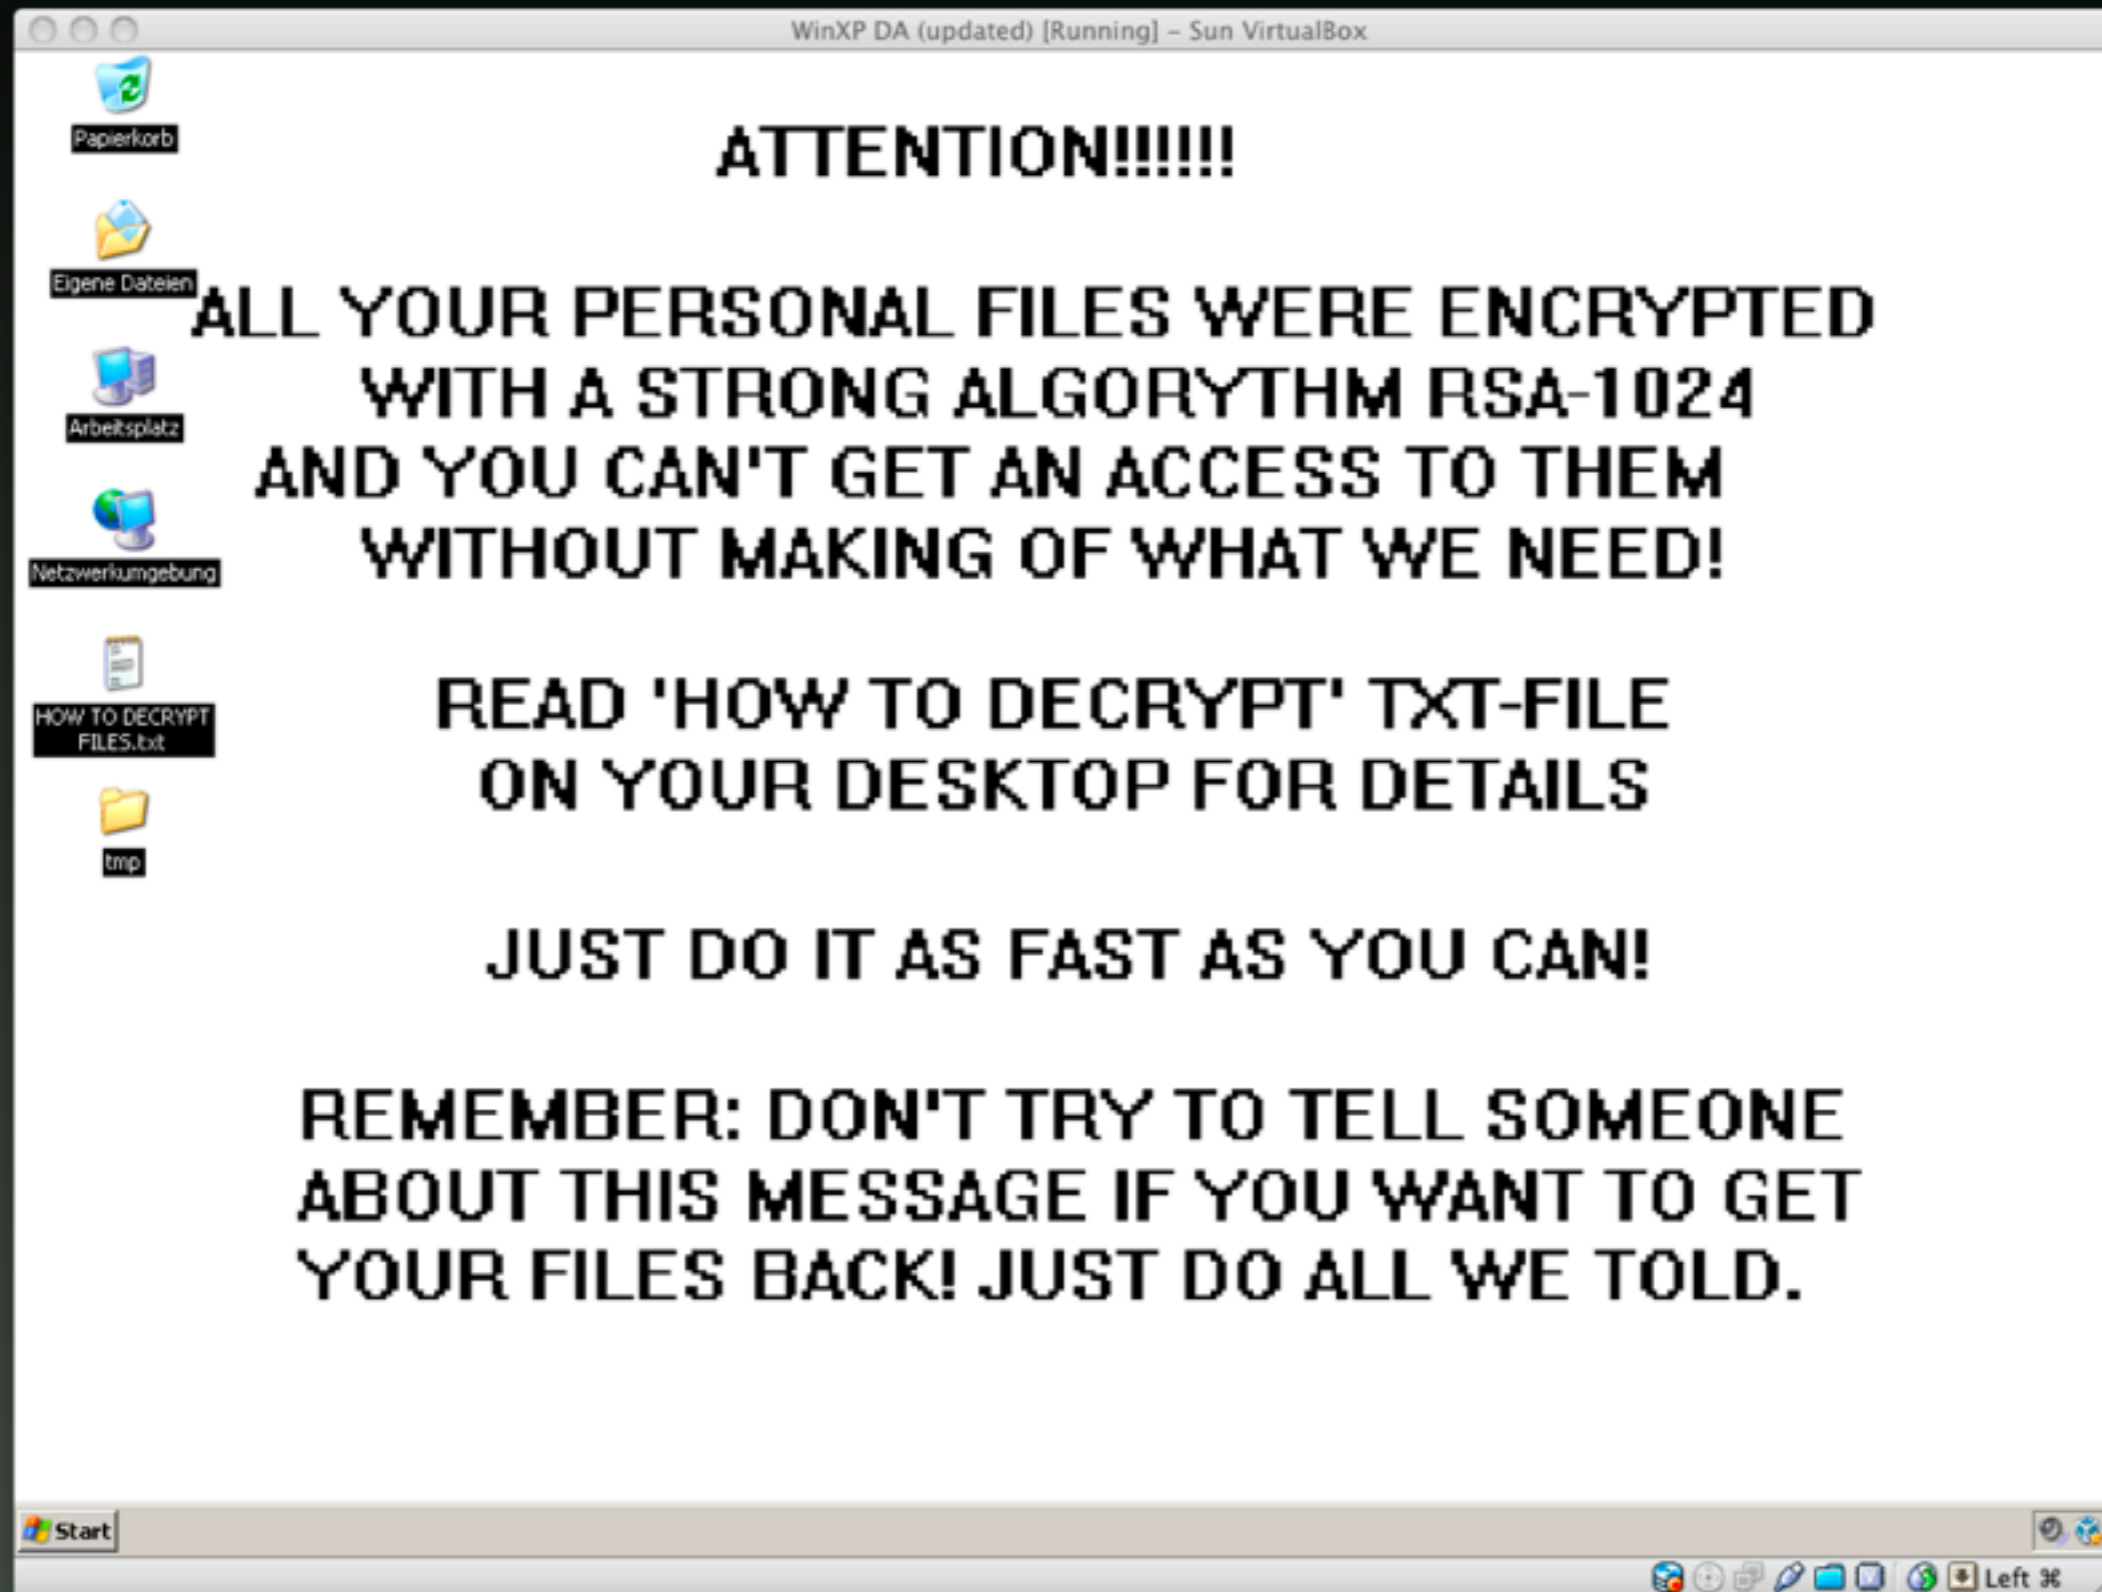 WinXP DA (updated) [Running] – Sun VirtualBox
Papierkorb
Eigene Dateien
Arbeitsplatz
Netzwerkumgebung
HOW TO DECRYPT
FILES.txt
tmp
ATTENTION!!!!!!
ALL YOUR PERSONAL FILES WERE ENCRYPTED
WITH A STRONG ALGORYTHM RSA-1024
AND YOU CAN'T GET AN ACCESS TO THEM
WITHOUT MAKING OF WHAT WE NEED!
READ 'HOW TO DECRYPT' TXT-FILE
ON YOUR DESKTOP FOR DETAILS
JUST DO IT AS FAST AS YOU CAN!
REMEMBER: DON'T TRY TO TELL SOMEONE
ABOUT THIS MESSAGE IF YOU WANT TO GET
YOUR FILES BACK! JUST DO ALL WE TOLD.
Start
Left ⌘